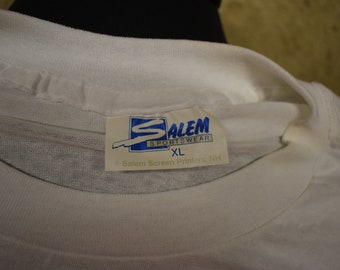 SALEM
SPORTSWEAR
XL
Salem Screen Printers, NH